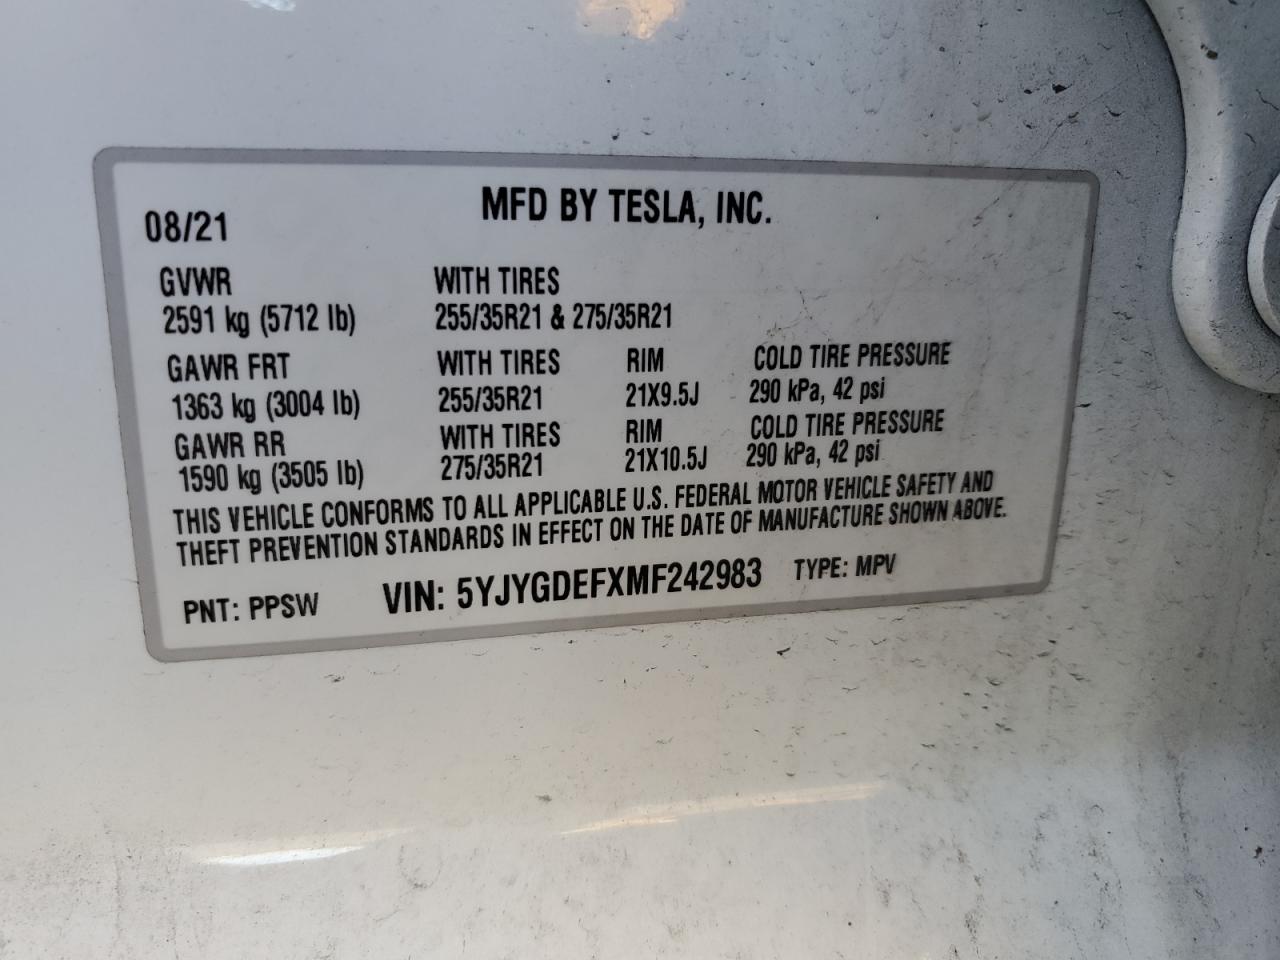 MFD BY TESLA, INC.
08/21
GVWR WITH TIRES
2591 kg (5712 lb) 255/35R21 & 275/35R21
GAWR FRT WITH TIRES RIM COLD TIRE PRESSURE
1363 kg (3004 lb) 255/35R21 21X9.5J 290 kPa, 42 psi
GAWR RR WITH TIRES RIM COLD TIRE PRESSURE
1590 kg (3505 lb) 275/35R21 21X10.5J 290 kPa, 42 psi
THIS VEHICLE CONFORMS TO ALL APPLICABLE U.S. FEDERAL MOTOR VEHICLE SAFETY AND
THEFT PREVENTION STANDARDS IN EFFECT ON THE DATE OF MANUFACTURE SHOWN ABOVE.
PNT: PPSW VIN: 5YJYGDEFXMF242983 TYPE: MPV